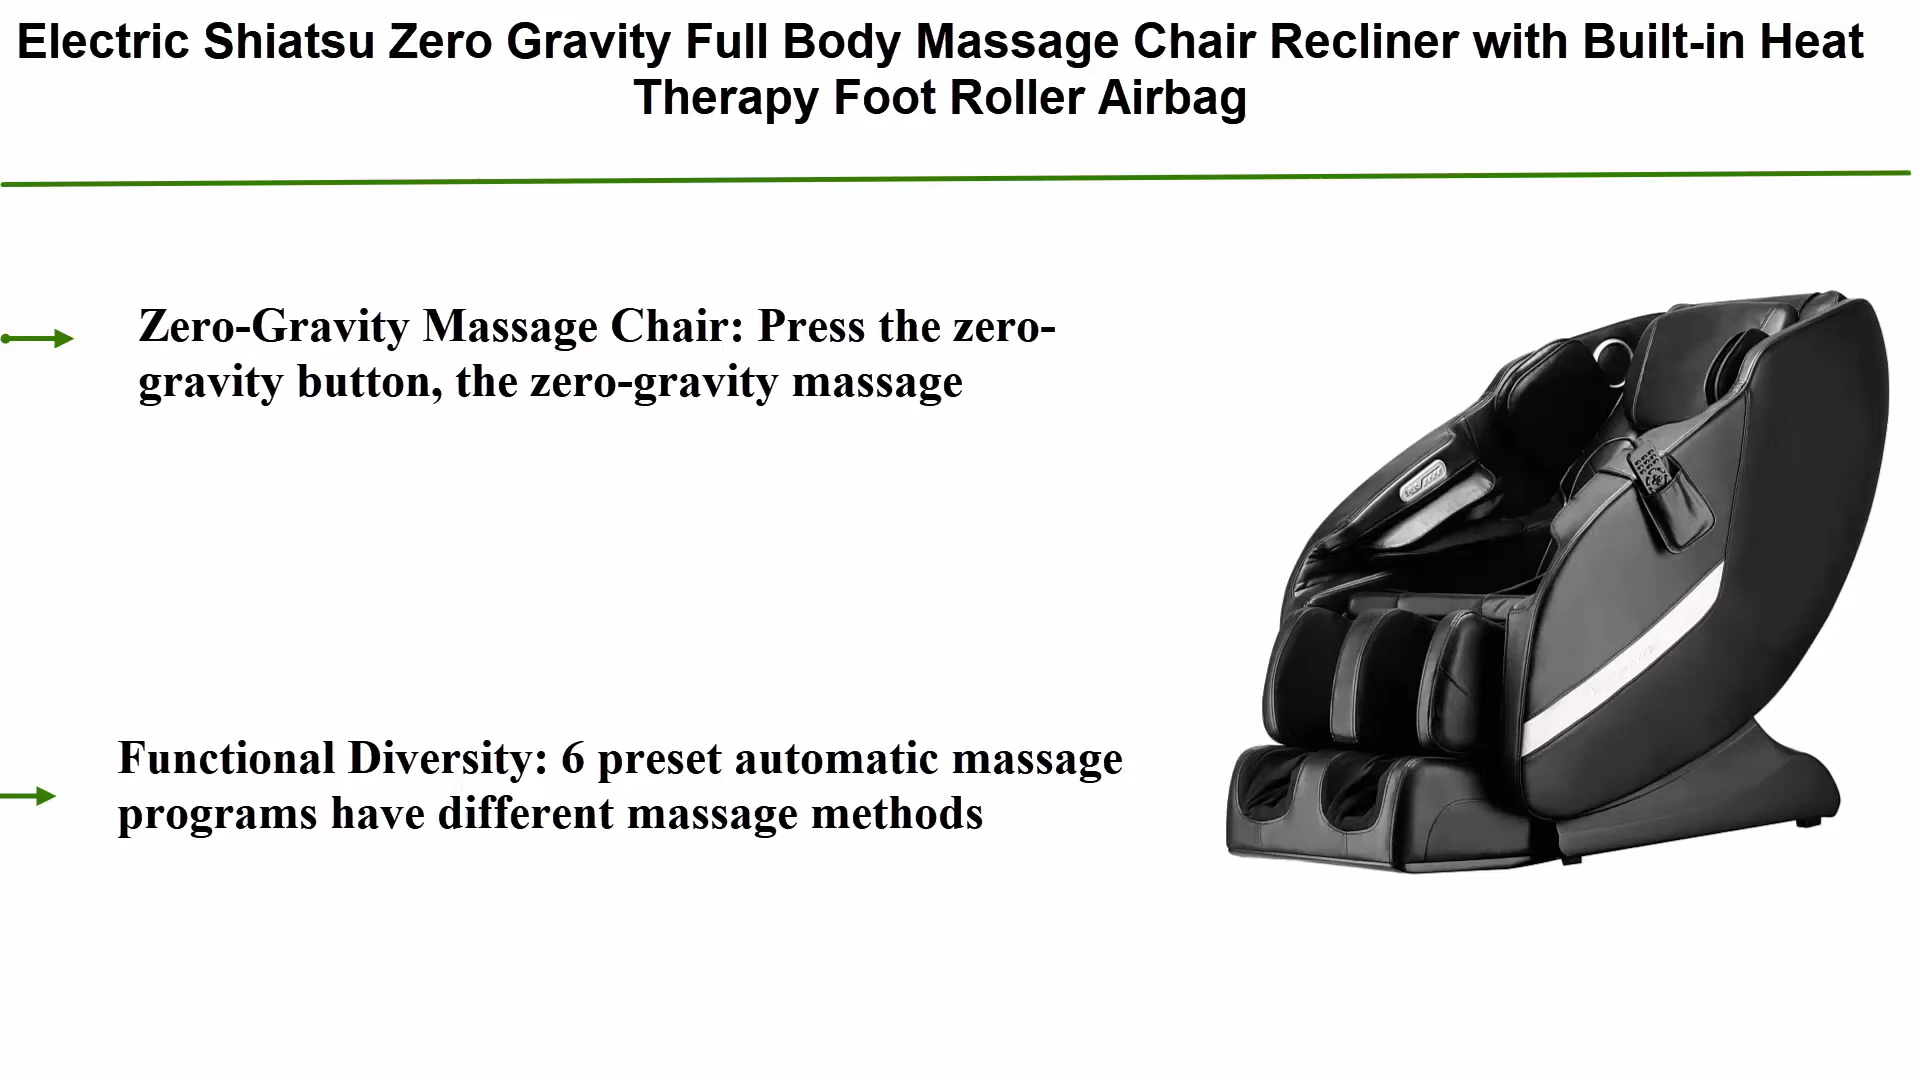 Electric Shiatsu Zero Gravity Full Body Massage Chair Recliner with Built-in Heat
Therapy Foot Roller Airbag
Zero-Gravity Massage Chair: Press the zero-
gravity button, the zero-gravity massage
Functional Diversity: 6 preset automatic massage
programs have different massage methods